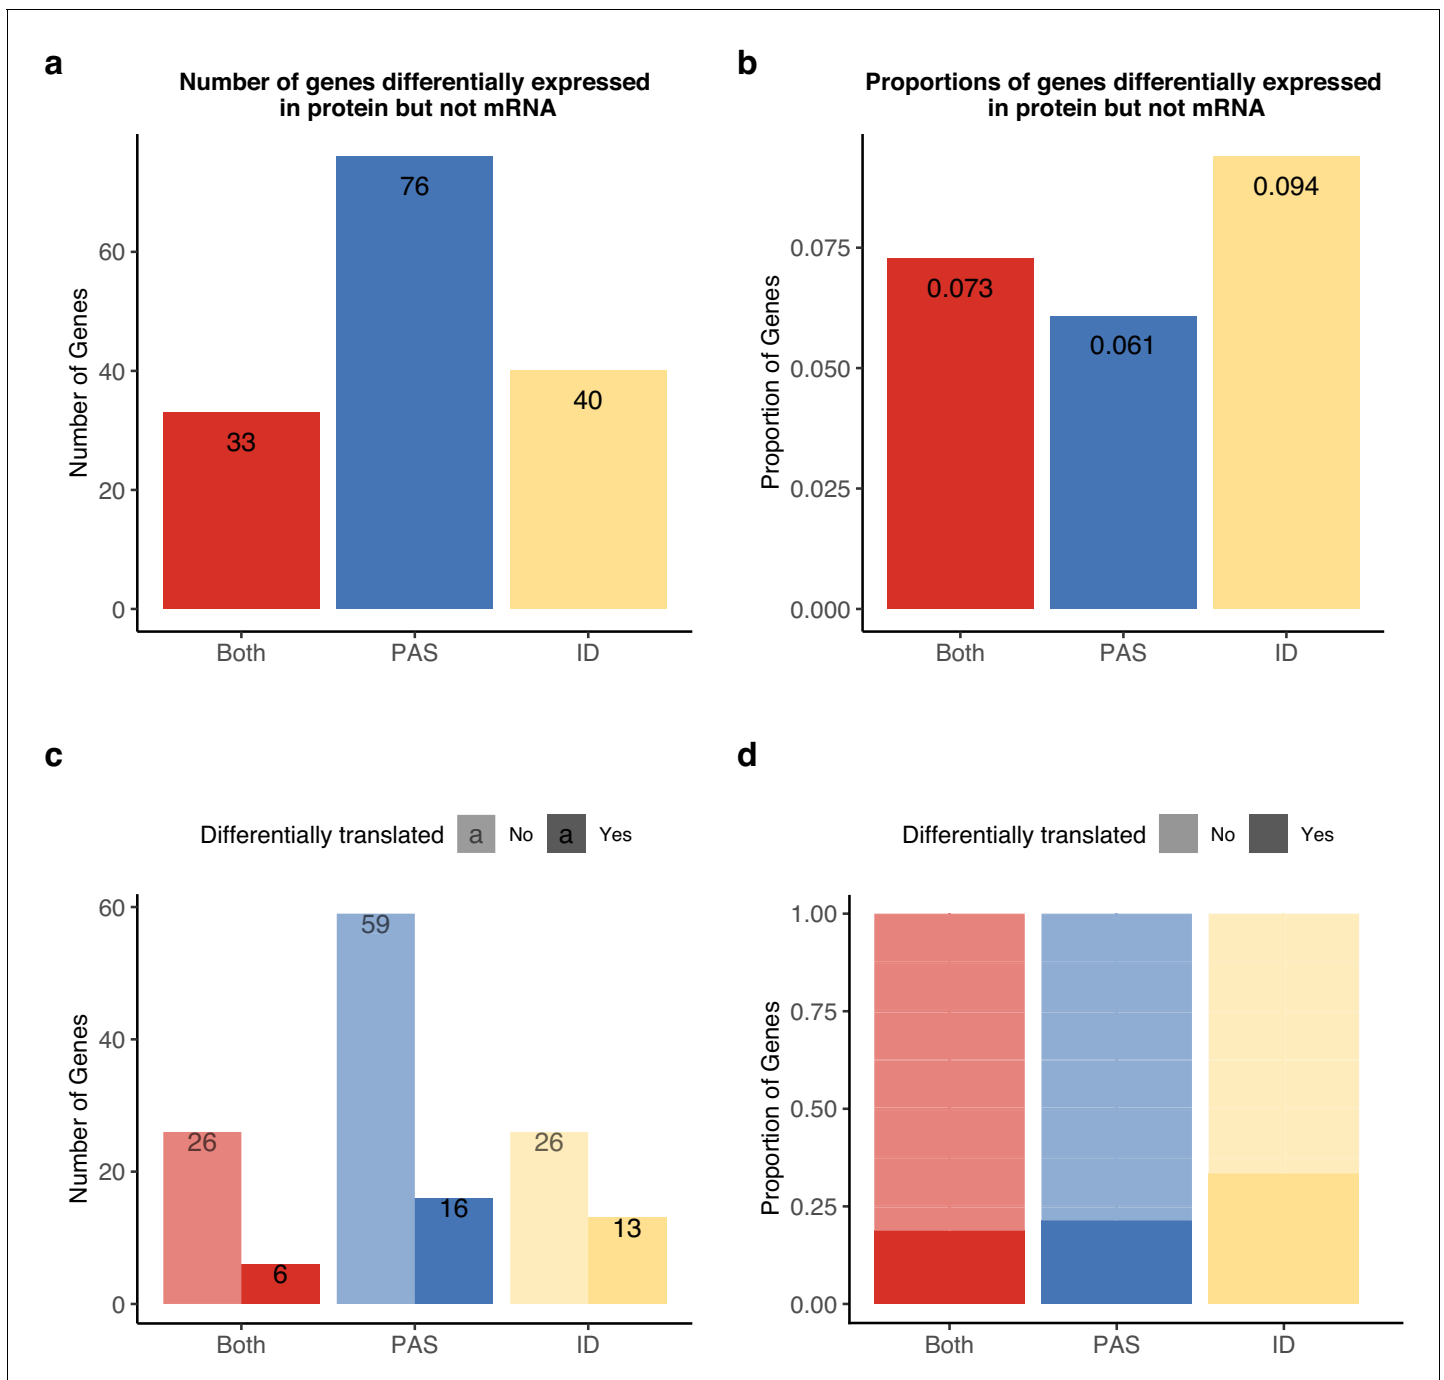 a
Number of genes differentially expressed
in protein but not mRNA
Number of Genes
60
40
20
0
33
76
40
Both
PAS
ID
b
Proportions of genes differentially expressed
in protein but not mRNA
Proportion of Genes
0.075
0.050
0.025
0.000
0.073
0.061
0.094
Both
PAS
ID
c
Differentially translated a No a Yes
Number of Genes
60
40
20
0
26
6
59
16
26
13
Both
PAS
ID
d
Differentially translated No Yes
Proportion of Genes
1.00
0.75
0.50
0.25
0.00
Both
PAS
ID